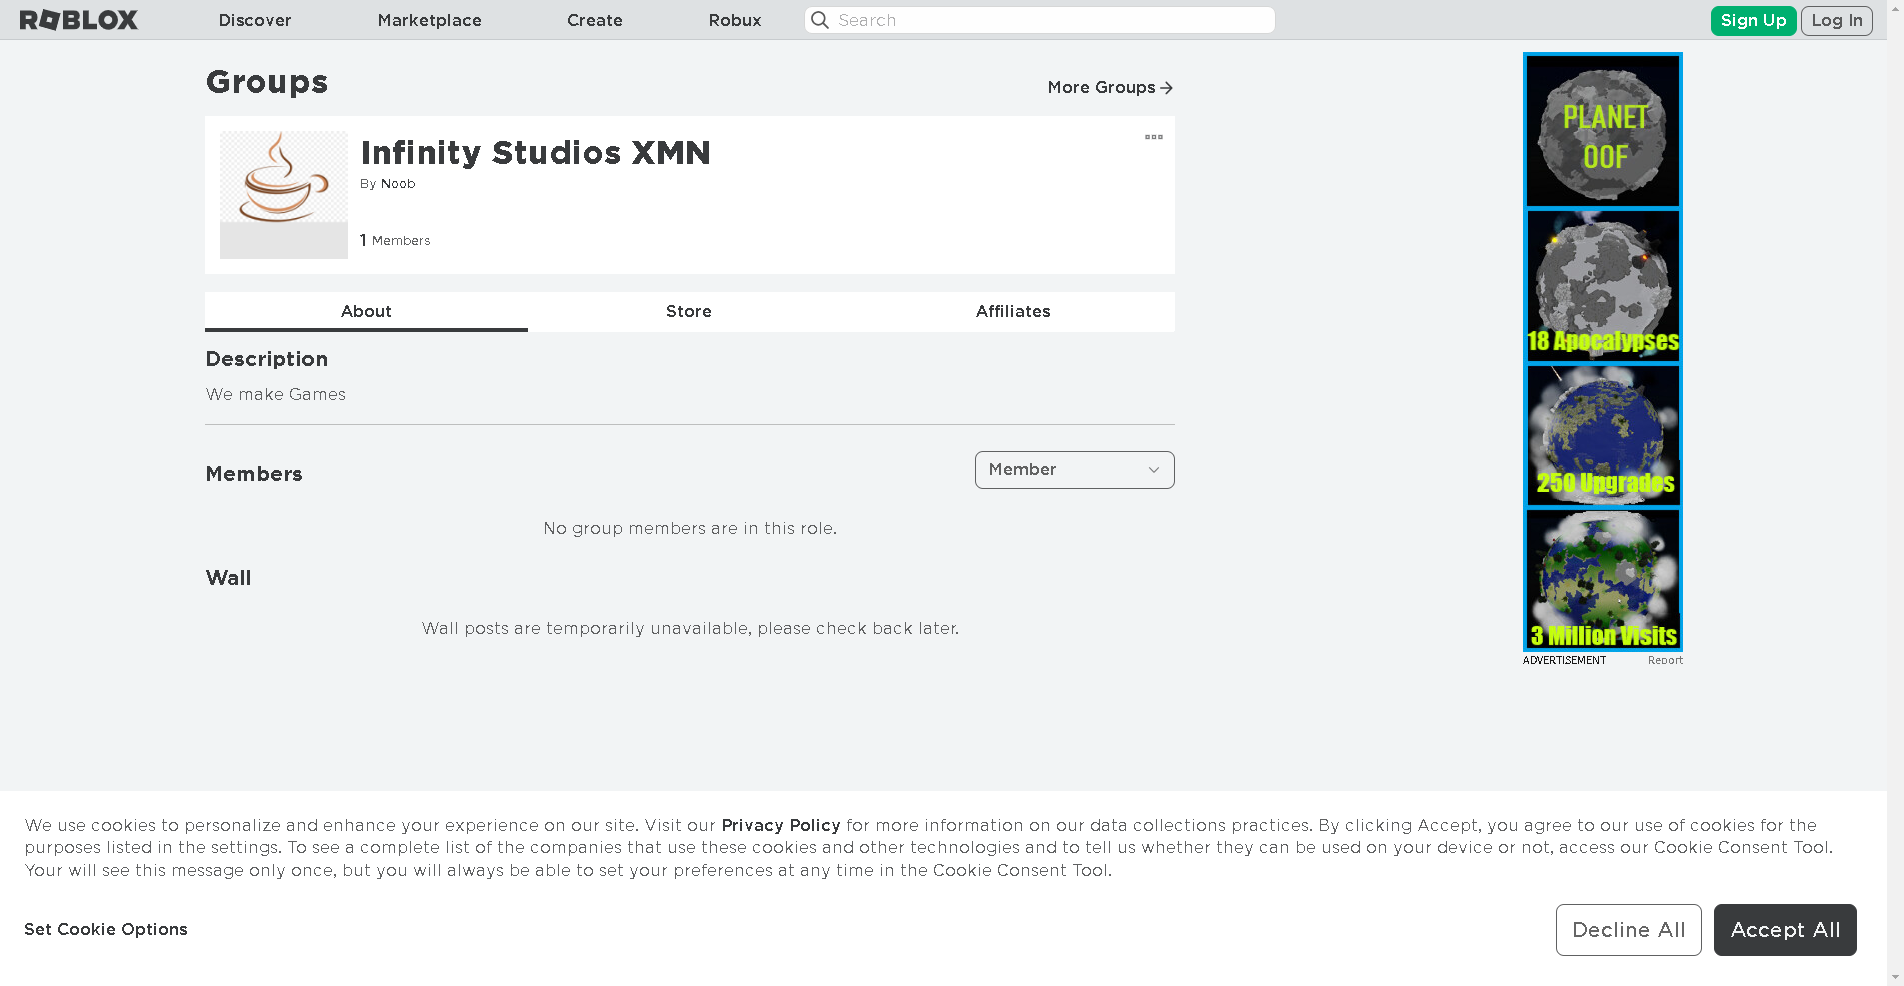 ROBLOX
Discover
Marketplace
Create
Robux
Search
Sign Up
Log In
Groups
More Groups
Infinity Studios XMN
By Noob
1 Members
About
Store
Affiliates
Description
We make Games
Members
Member
No group members are in this role.
Wall
Wall posts are temporarily unavailable, please check back later.
PLANET
OOF
18 Apocalypses
250 Upgrades
3 Million Visits
ADVERTISEMENT
Report
We use cookies to personalize and enhance your experience on our site. Visit our Privacy Policy for more information on our data collections practices. By clicking Accept, you agree to our use of cookies for the
purposes listed in the settings. To see a complete list of the companies that use these cookies and other technologies and to tell us whether they can be used on your device or not, access our Cookie Consent Tool.
Your will see this message only once, but you will always be able to set your preferences at any time in the Cookie Consent Tool.
Set Cookie Options
Decline All
Accept All